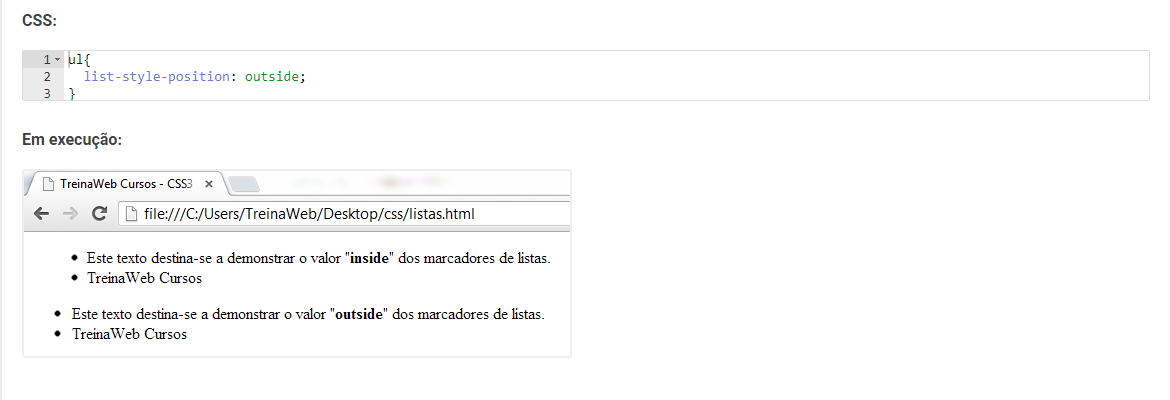 CSS:
1 ul{
2 list-style-position: outside;
3 }
Em execução:
TreinaWeb Cursos - CSS3
file:///C:/Users/TreinaWeb/Desktop/css/listas.html
• Este texto destina-se a demonstrar o valor "inside" dos marcadores de listas.
• TreinaWeb Cursos
• Este texto destina-se a demonstrar o valor "outside" dos marcadores de listas.
• TreinaWeb Cursos